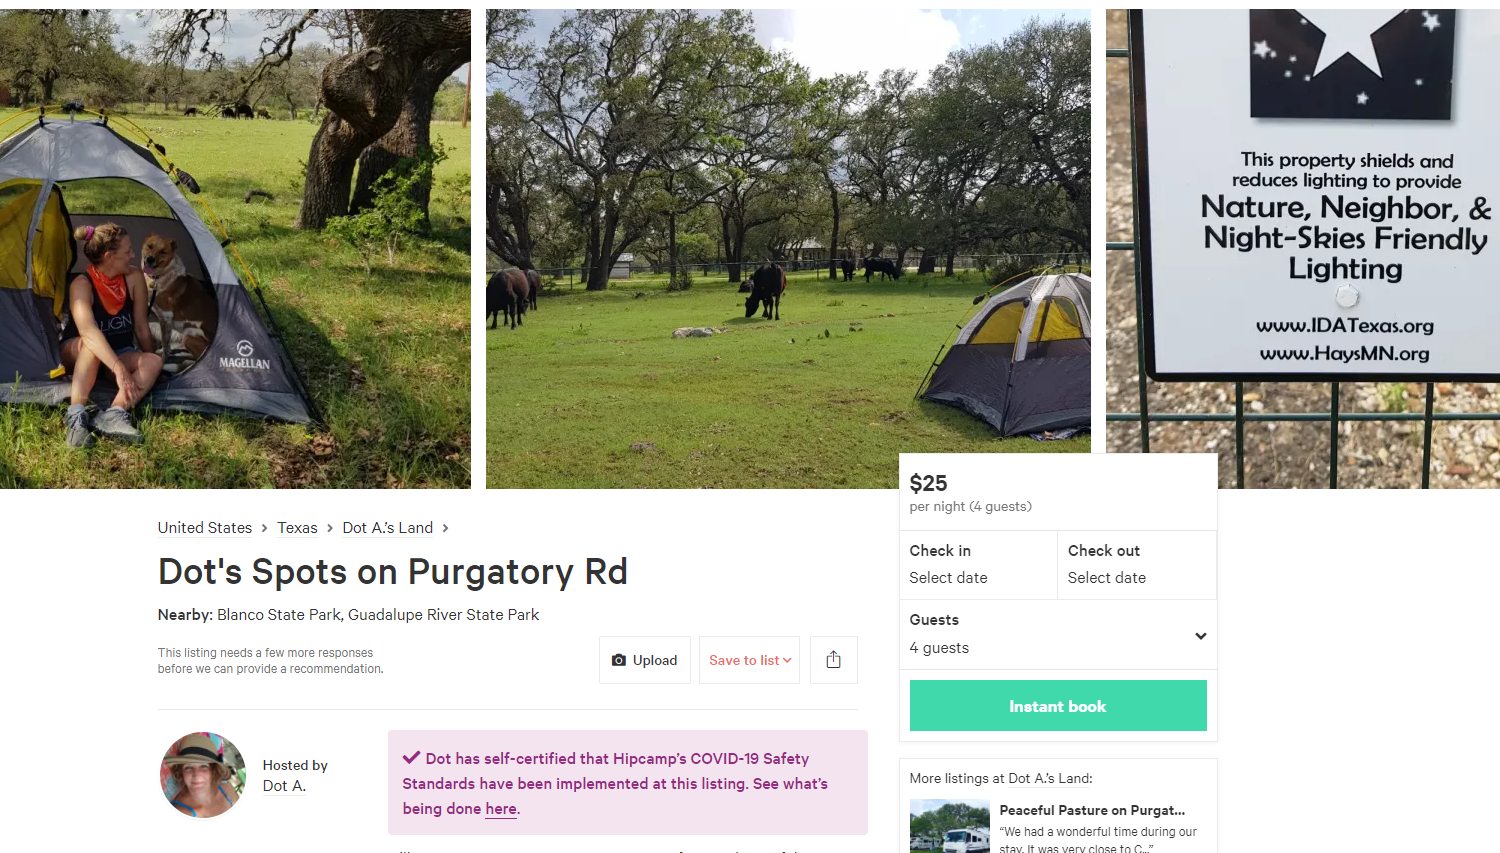 ALIGN
MAGELLAN
This property shields and
reduces lighting to provide
Nature, Neighbor, &
Night-Skies Friendly
Lighting
www.IDATexas.org
www.HaysMN.org
$25
per night (4 guests)
Check in
Select date
Check out
Select date
Guests
4 guests
Instant book
United States > Texas > Dot A.'s Land >
Dot's Spots on Purgatory Rd
Nearby: Blanco State Park, Guadalupe River State Park
This listing needs a few more responses
before we can provide a recommendation.
Upload
Save to list
Hosted by
Dot A.
Dot has self-certified that Hipcamp's COVID-19 Safety
Standards have been implemented at this listing. See what's
being done here.
More listings at Dot A.'s Land:
Peaceful Pasture on Purgat...
“We had a wonderful time during our
stay. It was very close to C...”